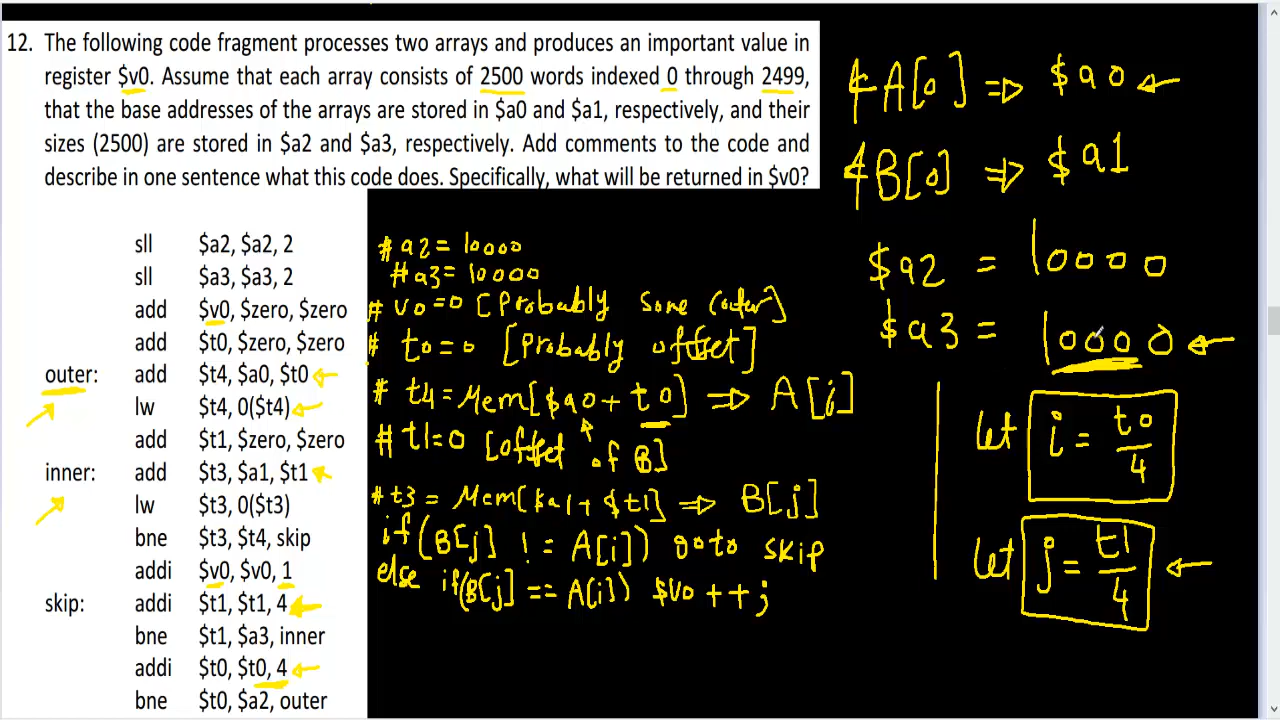 12. The following code fragment processes two arrays and produces an important value in
register $v0. Assume that each array consists of 2500 words indexed 0 through 2499,
that the base addresses of the arrays are stored in $a0 and $a1, respectively, and their
sizes (2500) are stored in $a2 and $a3, respectively. Add comments to the code and
describe in one sentence what this code does. Specifically, what will be returned in $v0?
sll $a2, $a2, 2
sll $a3, $a3, 2
add $v0, $zero, $zero
add $t0, $zero, $zero
outer: add $t4, $a0, $t0
lw $t4, 0($t4)
add $t1, $zero, $zero
inner: add $t3, $a1, $t1
lw $t3, 0($t3)
bne $t3, $t4, skip
addi $v0, $v0, 1
skip: addi $t1, $t1, 4
bne $t1, $a3, inner
addi $t0, $t0, 4
bne $t0, $a2, outer
# a2 = 10000
# a3 = 10000
# v0 = 0 [Probably some
# t0 = 0 [Probably offset]
# t4 = Mem[$a0 + t0] => A[i]
# t1 = 0 [offset of B]
# t3 = Mem[$a1 + $t1] => B[j]
if(B[j] != A[i]) goto skip
else if(B[j] == A[i]) $v0 ++;
A[0] => $a0
B[0] => $a1
$a2 = 10000
$a3 = 10000
let i = t0/4
let j = t1/4